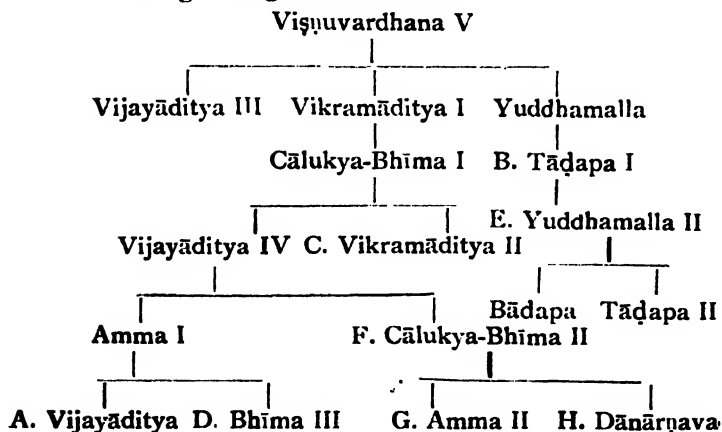 Viṣṇuvardhana V
Vijayāditya III Vikramāditya I Yuddhamalla
Cālukya-Bhīma I B. Tāḍapa I
E. Yuddhamalla II
Vijayāditya IV C. Vikramāditya II
Bādapa Tāḍapa II
Amma I F. Cālukya-Bhīma II
A. Vijayāditya D. Bhīma III G. Amma II H. Dānārṇava